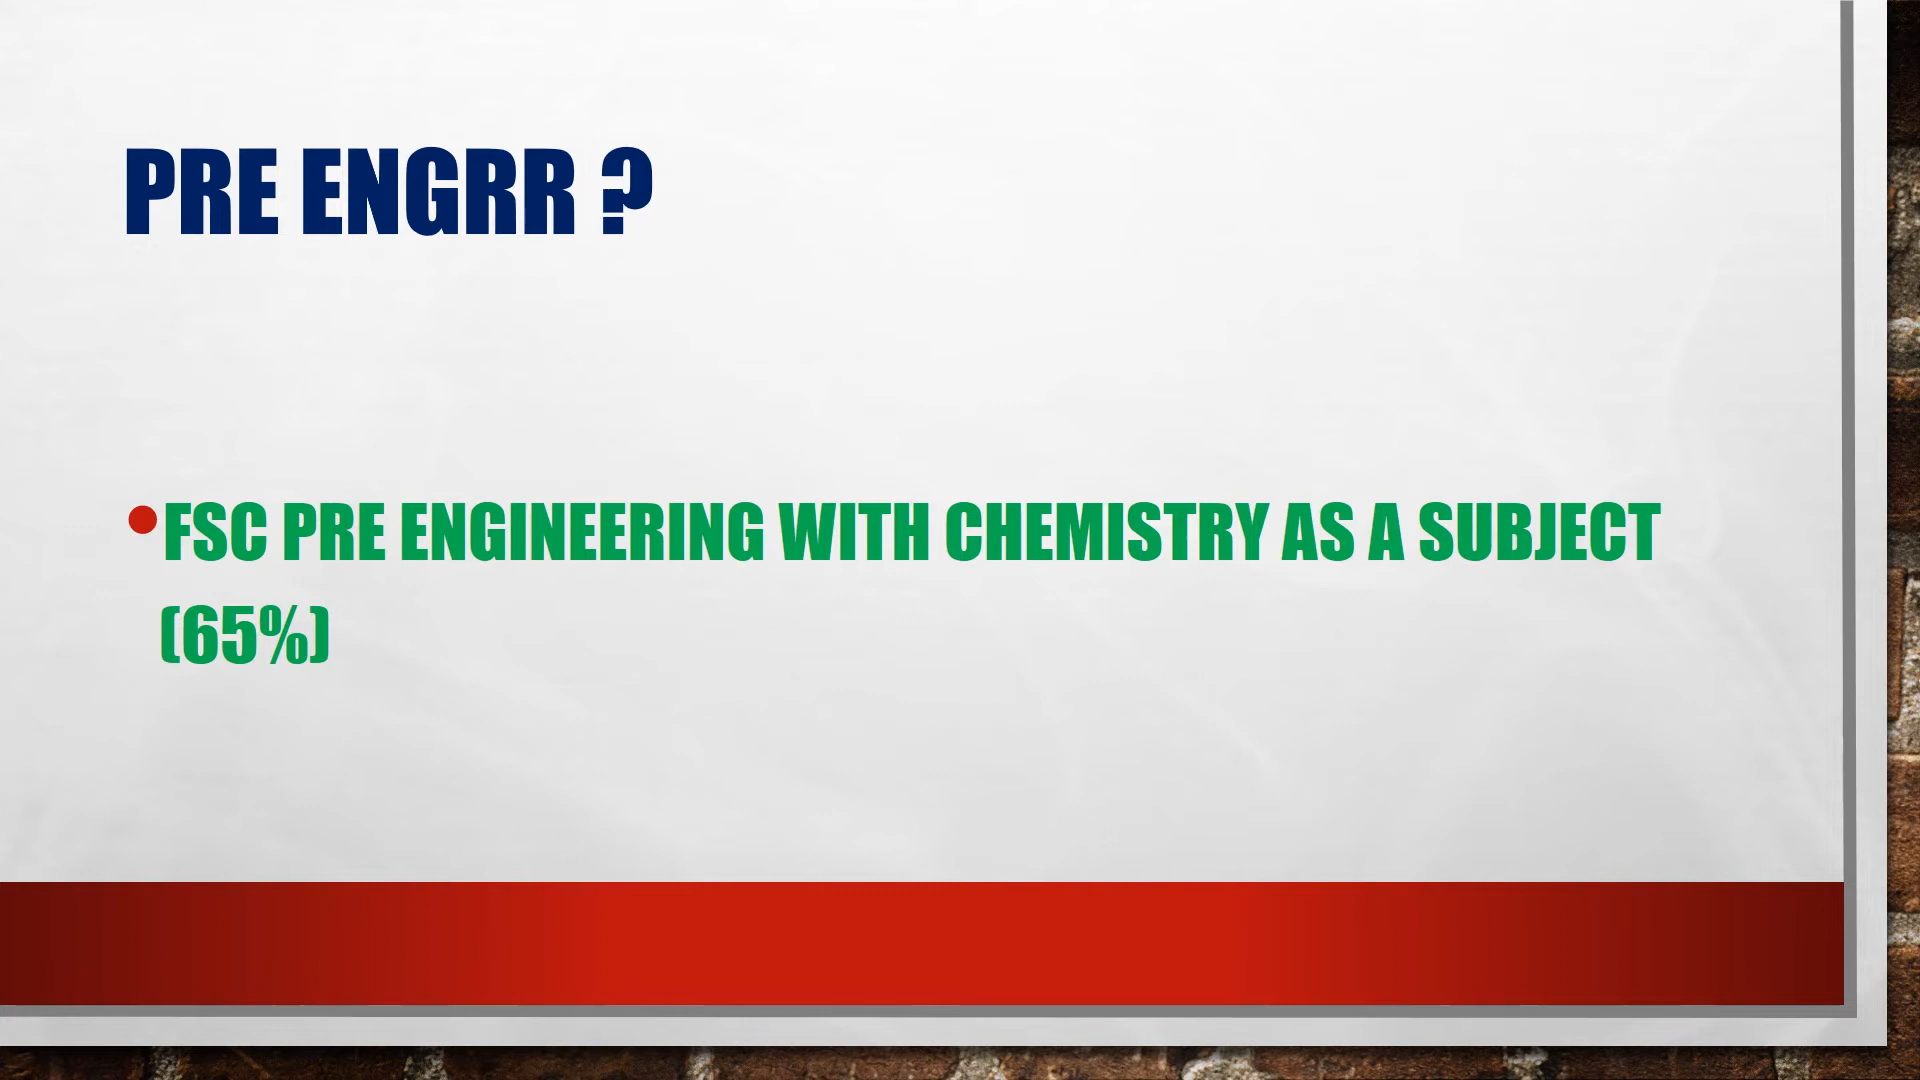 PRE ENGRR ?
•FSC PRE ENGINEERING WITH CHEMISTRY AS A SUBJECT
(65%)